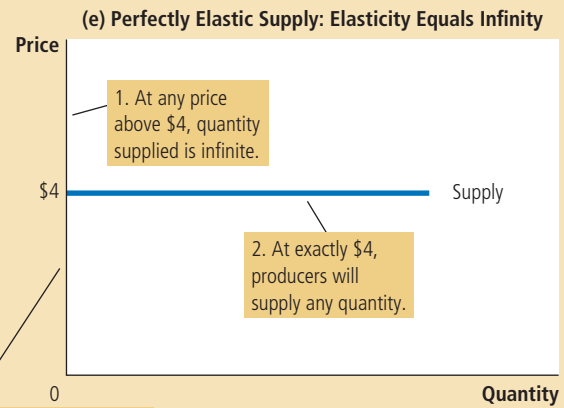 (e) Perfectly Elastic Supply: Elasticity Equals Infinity
Price
1. At any price
above $4, quantity
supplied is infinite.
$4
Supply
2. At exactly $4,
producers will
supply any quantity.
0
Quantity